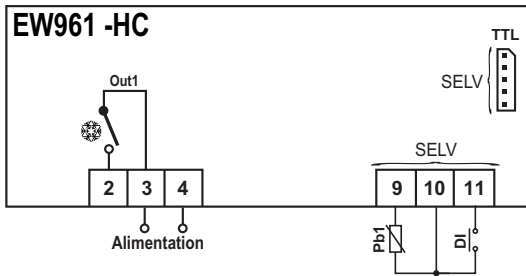 EW961 -HC
TTL
SELV
Out1
SELV
2 3 4 9 10 11
Alimentation
Pb1
DI